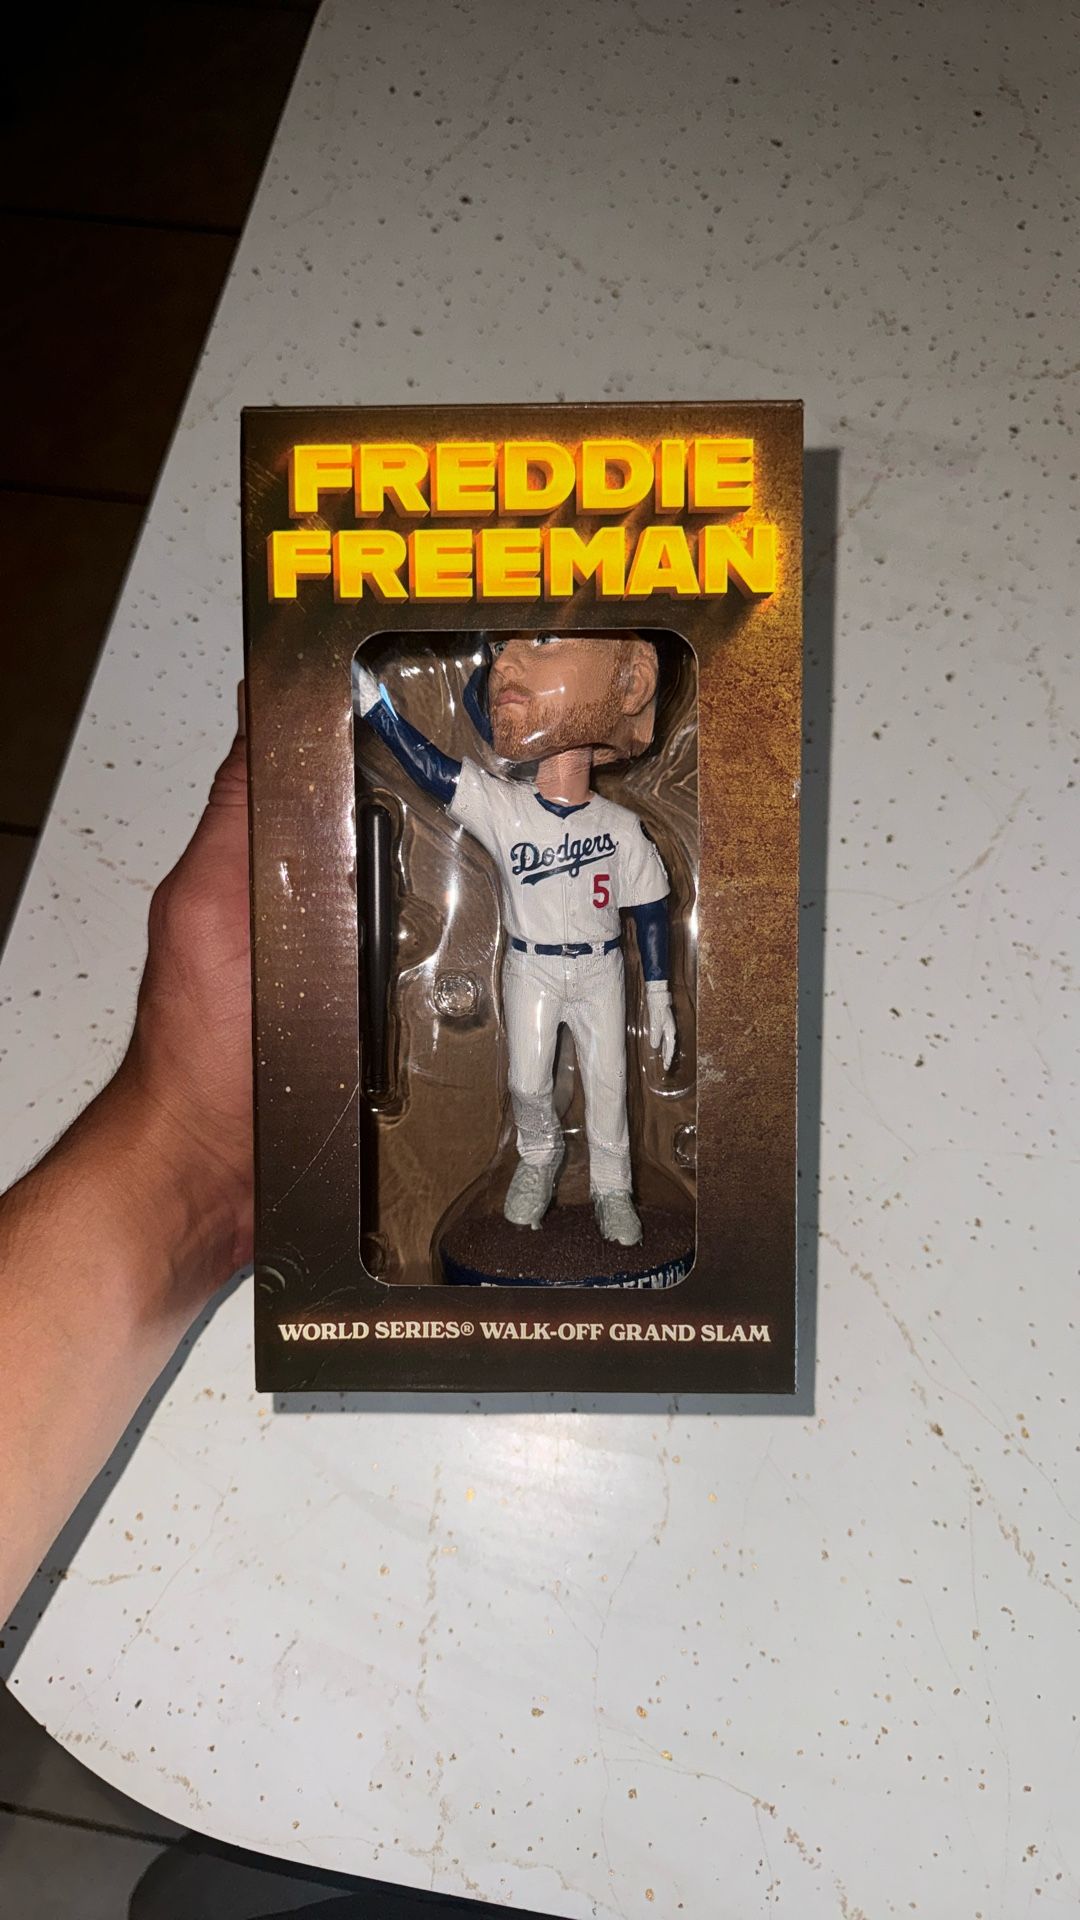 FREDDIE
FREEMAN
Dodgers
5
WORLD SERIES® WALK-OFF GRAND SLAM